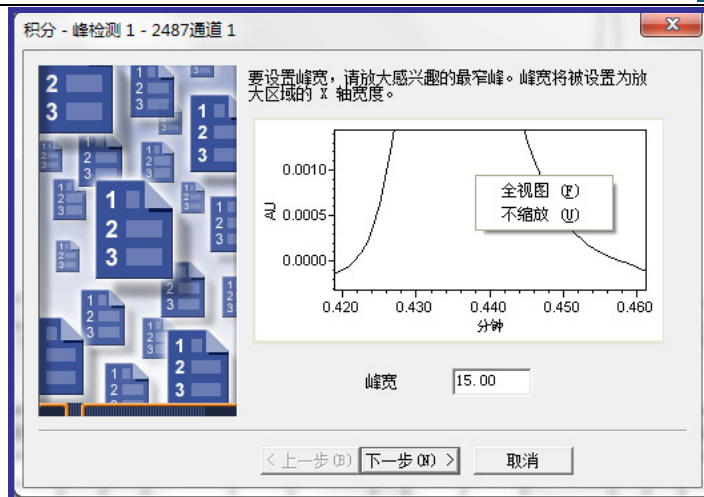 积分 - 峰检测 1 - 2487通道 1
要设置峰宽，请放大感兴趣的最窄峰。峰宽将被设置为放
大区域的 X 轴宽度。
0.0010
0.0005
0.0000
AU
全视图 (F)
不缩放 (U)
0.420 0.430 0.440 0.450 0.460
分钟
峰宽 15.00
< 上一步(B) 下一步(N) > 取消
1
2
3